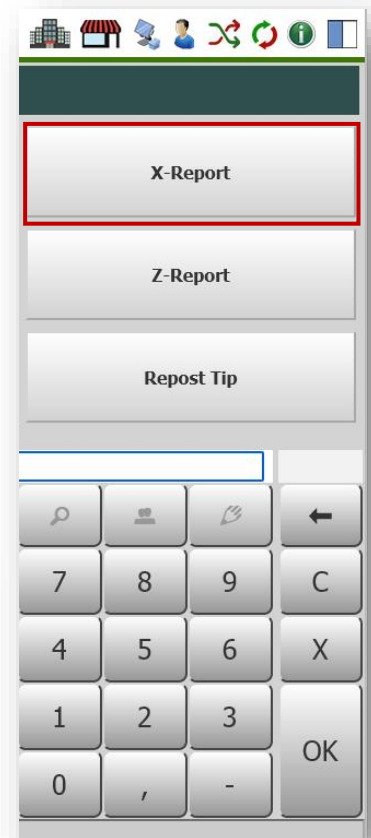 X-Report
Z-Report
Repost Tip
7 8 9 C
4 5 6 X
1 2 3
OK
0 , -